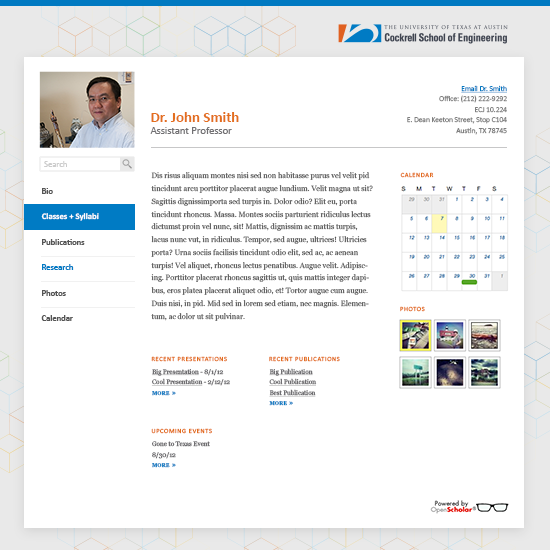 THE UNIVERSITY OF TEXAS AT AUSTIN
Cockrell School of Engineering
Dr. John Smith
Assistant Professor
Email Dr. Smith
Office: (212) 222-9292
ECJ 10.224
E. Dean Keeton Street, Stop C104
Austin, TX 78745
Search
Bio
Classes + Syllabi
Publications
Research
Photos
Calendar
Dis risus aliquam montes nisi sed non habitasse purus vel velit pid
tincidunt arcu porttitor placerat augue lundium. Velit magna ut sit?
Sagittis dignissimporta sed turpis in. Dolor odio? Elit eu, porta
tincidunt rhoncus. Massa. Montes sociis parturient ridiculus lectus
dictumst proin vel nunc, sit! Mattis, dignissim ac mattis turpis,
lacus nunc vut, in ridiculus. Tempor, sed augue, ultrices! Ultricies
porta? Urna sociis facilisis tincidunt odio elit, sed ac, ac aenean
turpis! Vel aliquet, rhoncus lectus penatibus. Augue velit. Adipisc-
ing. Porttitor placerat rhoncus sagittis ut, quis mattis integer dapi-
bus, eros platea placerat aliquet odio, et! Tortor augue cum augue.
Duis nisi, in pid. Mid sed in lorem sed etiam, nec magnis. Elemen-
tum, ac dolor ut sit pulvinar.
CALENDAR
S M T W T F S
29 30 31 1 2 3 4
5 6 7 8 9 10 11
12 13 14 15 16 17 18
19 20 21 22 23 24 25
26 27 28 29 30 31 1
PHOTOS
RECENT PRESENTATIONS
Big Presentation - 8/1/12
Cool Presentation - 2/12/12
MORE »
RECENT PUBLICATIONS
Big Publication
Cool Publication
Best Publication
MORE »
UPCOMING EVENTS
Gone to Texas Event
8/30/12
MORE »
Powered by
OpenScholar®